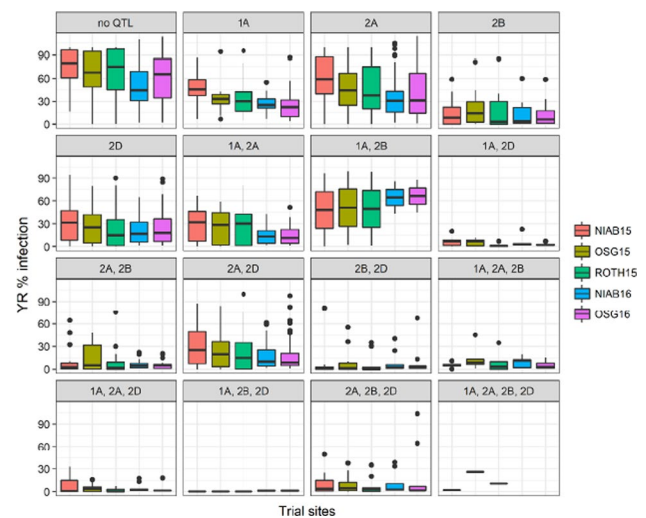 no QTL 1A 2A 2B
90
60
30
0
2D 1A, 2A 1A, 2B 1A, 2D
90
60
30
0
2A, 2B 2A, 2D 2B, 2D 1A, 2A, 2B
90
60
30
0
1A, 2A, 2D 1A, 2B, 2D 2A, 2B, 2D 1A, 2A, 2B, 2D
90
60
30
0
YR % infection
Trial sites
NIAB15
OSG15
ROTH15
NIAB16
OSG16